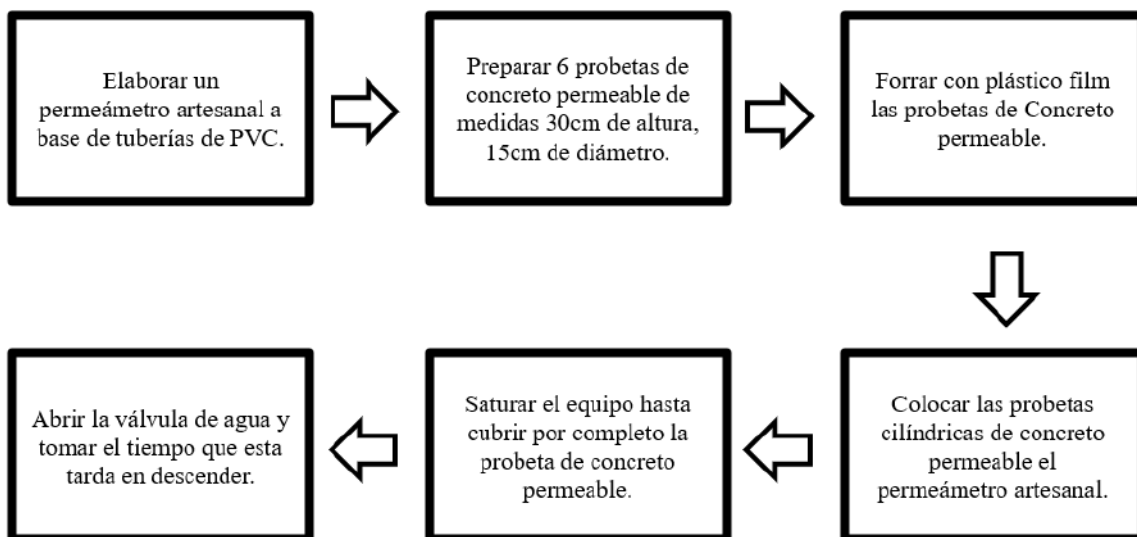 Elaborar un
permeámetro artesanal a
base de tuberías de PVC.
Preparar 6 probetas de
concreto permeable de
medidas 30cm de altura,
15cm de diámetro.
Forrar con plástico film
las probetas de Concreto
permeable.
Colocar las probetas
cilíndricas de concreto
permeable el
permeámetro artesanal.
Saturar el equipo hasta
cubrir por completo la
probeta de concreto
permeable.
Abrir la válvula de agua y
tomar el tiempo que esta
tarda en descender.